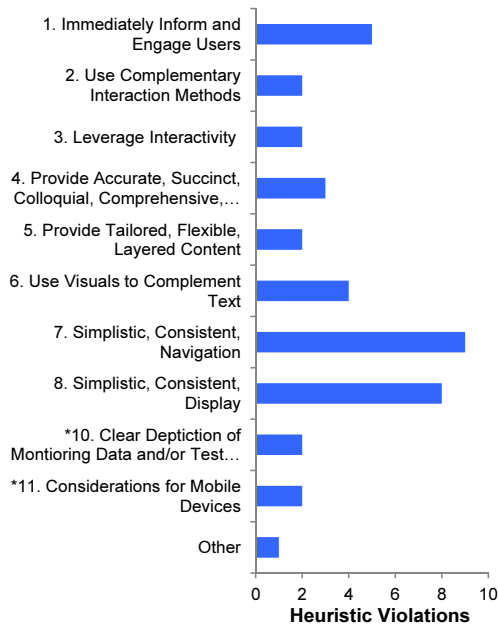 1. Immediately Inform and
Engage Users
2. Use Complementary
Interaction Methods
3. Leverage Interactivity
4. Provide Accurate, Succinct,
Colloquial, Comprehensive,…
5. Provide Tailored, Flexible,
Layered Content
6. Use Visuals to Complement
Text
7. Simplistic, Consistent,
Navigation
8. Simplistic, Consistent,
Display
*10. Clear Deptiction of
Montioring Data and/or Test…
*11. Considerations for Mobile
Devices
Other
0 2 4 6 8 10
Heuristic Violations